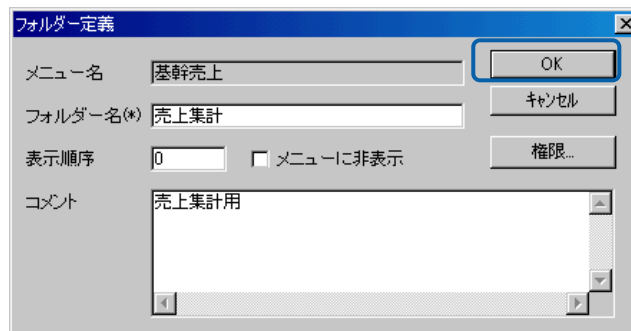 フォルダー定義
メニュー名 基幹売上 OK
フォルダー名(*) 売上集計 キャンセル
表示順序 0 メニューに非表示 権限...
コメント 売上集計用